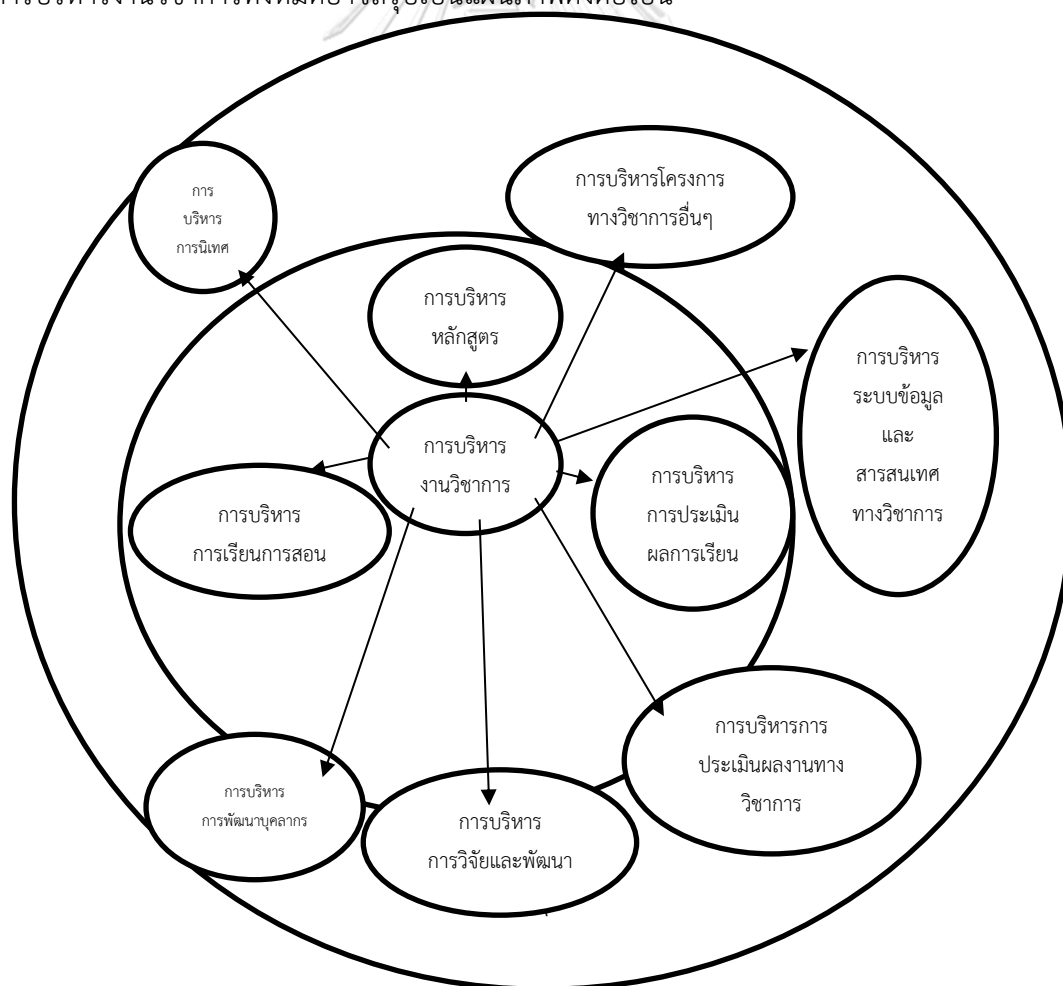 การ
บริหาร
การนิเทศ
การบริหารโครงการ
ทางวิชาการอื่นๆ
การบริหาร
หลักสูตร
การบริหาร
ระบบข้อมูล
และ
สารสนเทศ
ทางวิชาการ
การบริหาร
งานวิชาการ
การบริหาร
การประเมิน
ผลการเรียน
การบริหาร
การเรียนการสอน
การบริหารการ
ประเมินผลงานทาง
วิชาการ
การบริหาร
การพัฒนาบุคลากร
การบริหาร
การวิจัยและพัฒนา